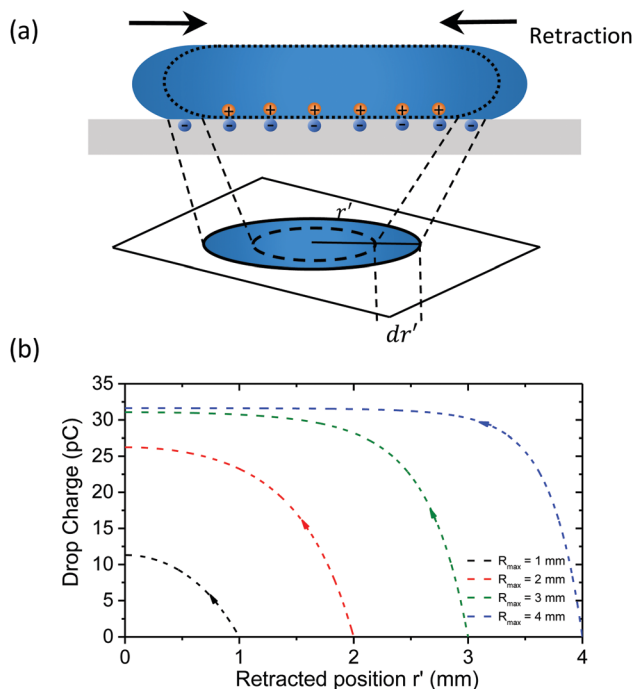 (a)
Retraction
+ + + + + +
- - - - - - - -
r'
dr'
(b)
35
30
25
20
15
10
5
0
Drop Charge (pC)
R_max = 1 mm
R_max = 2 mm
R_max = 3 mm
R_max = 4 mm
0 1 2 3 4
Retracted position r' (mm)